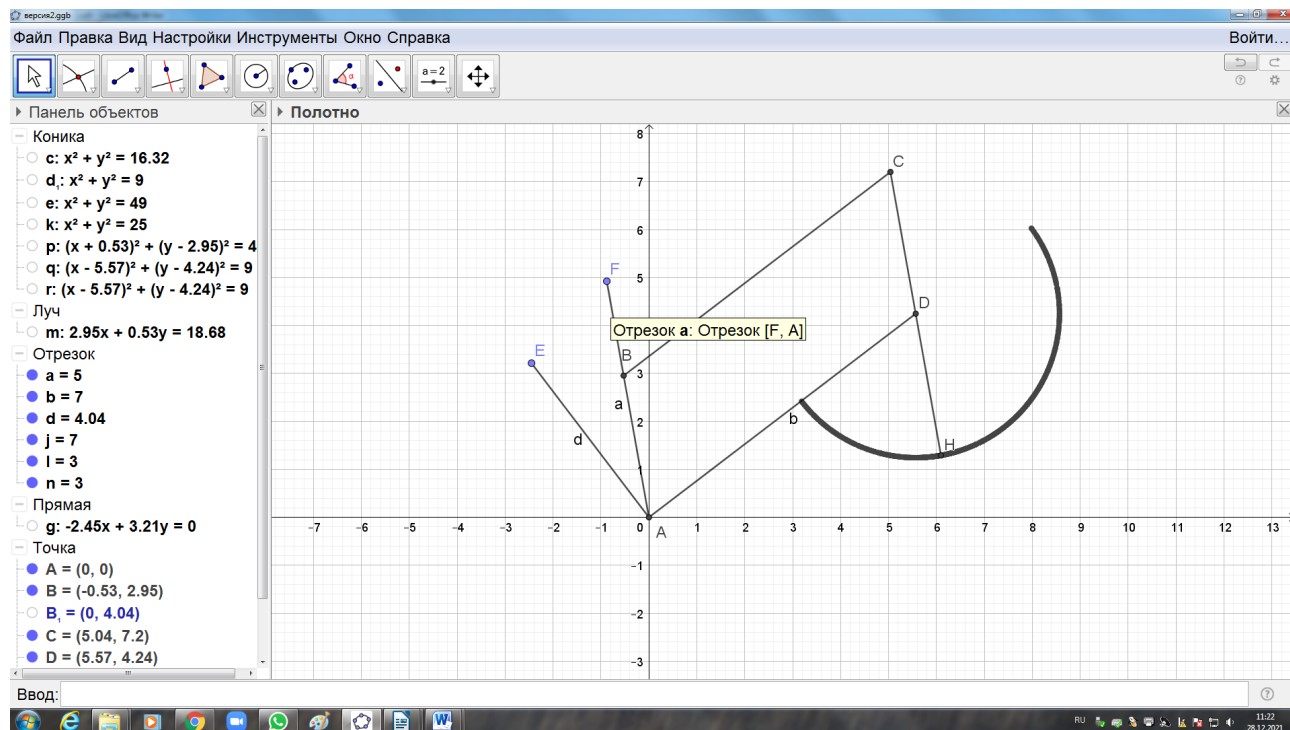 версия2.ggb
Файл Правка Вид Настройки Инструменты Окно Справка
Войти...
a=2
Панель объектов
Полотно
Коника
c: x² + y² = 16.32
d₁: x² + y² = 9
e: x² + y² = 49
k: x² + y² = 25
p: (x + 0.53)² + (y - 2.95)² = 4
q: (x - 5.57)² + (y - 4.24)² = 9
r: (x - 5.57)² + (y - 4.24)² = 9
Луч
m: 2.95x + 0.53y = 18.68
Отрезок
a = 5
b = 7
d = 4.04
j = 7
l = 3
n = 3
Прямая
g: -2.45x + 3.21y = 0
Точка
A = (0, 0)
B = (-0.53, 2.95)
B₁ = (0, 4.04)
C = (5.04, 7.2)
D = (5.57, 4.24)
8
7
6
5
3
2
1
-1
-2
-3
-7 -6 -5 -4 -3 -2 -1 0 1 2 3 4 5 6 7 8 9 10 11 12 13
C
F
D
Отрезок a: Отрезок [F, A]
E
B
a
b
d
H
A
Ввод:
RU
11:22
28.12.2021